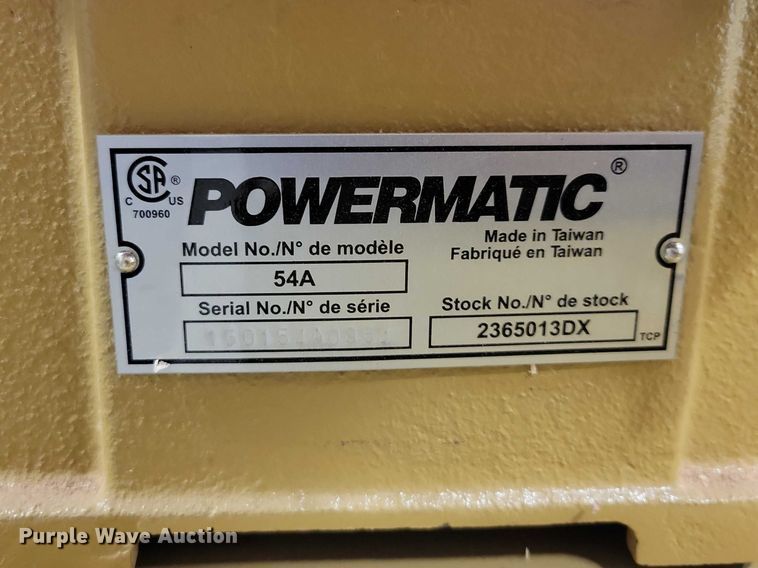 SA ®
C US
700960
POWERMATIC®
Made in Taiwan
Fabriqué en Taiwan
Model No./N° de modèle
54A
Serial No./N° de série
Stock No./N° de stock
2365013DX
TCP
Purple Wave Auction